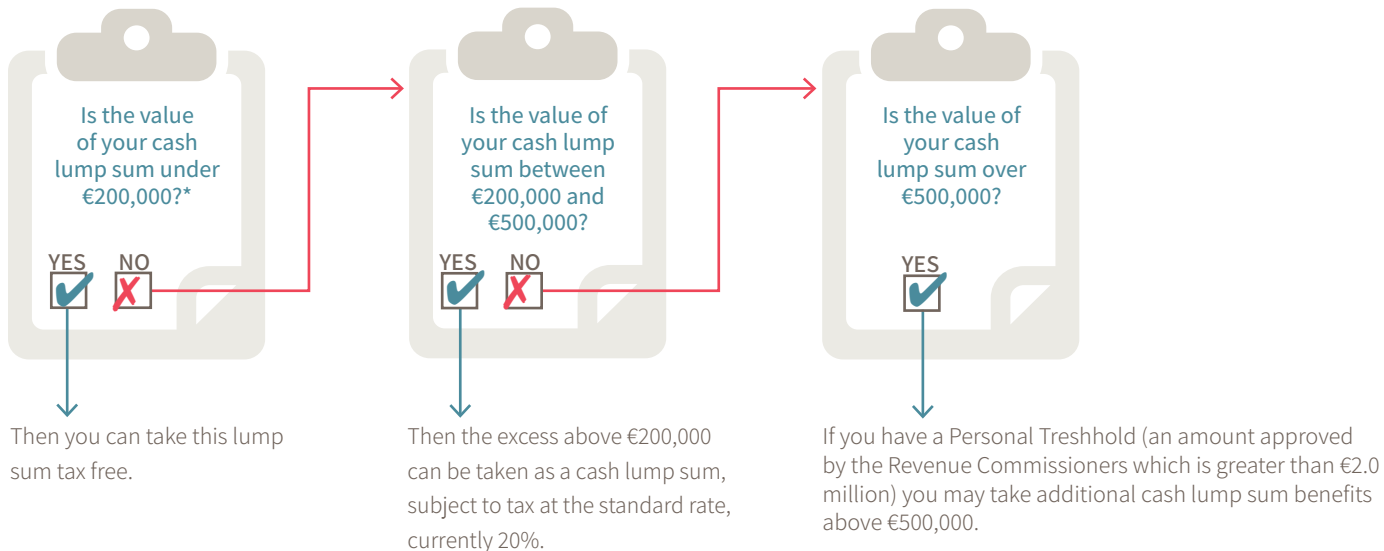 Is the value
of your cash
lump sum under
€200,000?*
YES NO
Then you can take this lump
sum tax free.
Is the value of
your cash lump
sum between
€200,000 and
€500,000?
YES NO
Then the excess above €200,000
can be taken as a cash lump sum,
subject to tax at the standard rate,
currently 20%.
Is the value of
your cash
lump sum over
€500,000?
YES
If you have a Personal Treshhold (an amount approved
by the Revenue Commissioners which is greater than €2.0
million) you may take additional cash lump sum benefits
above €500,000.